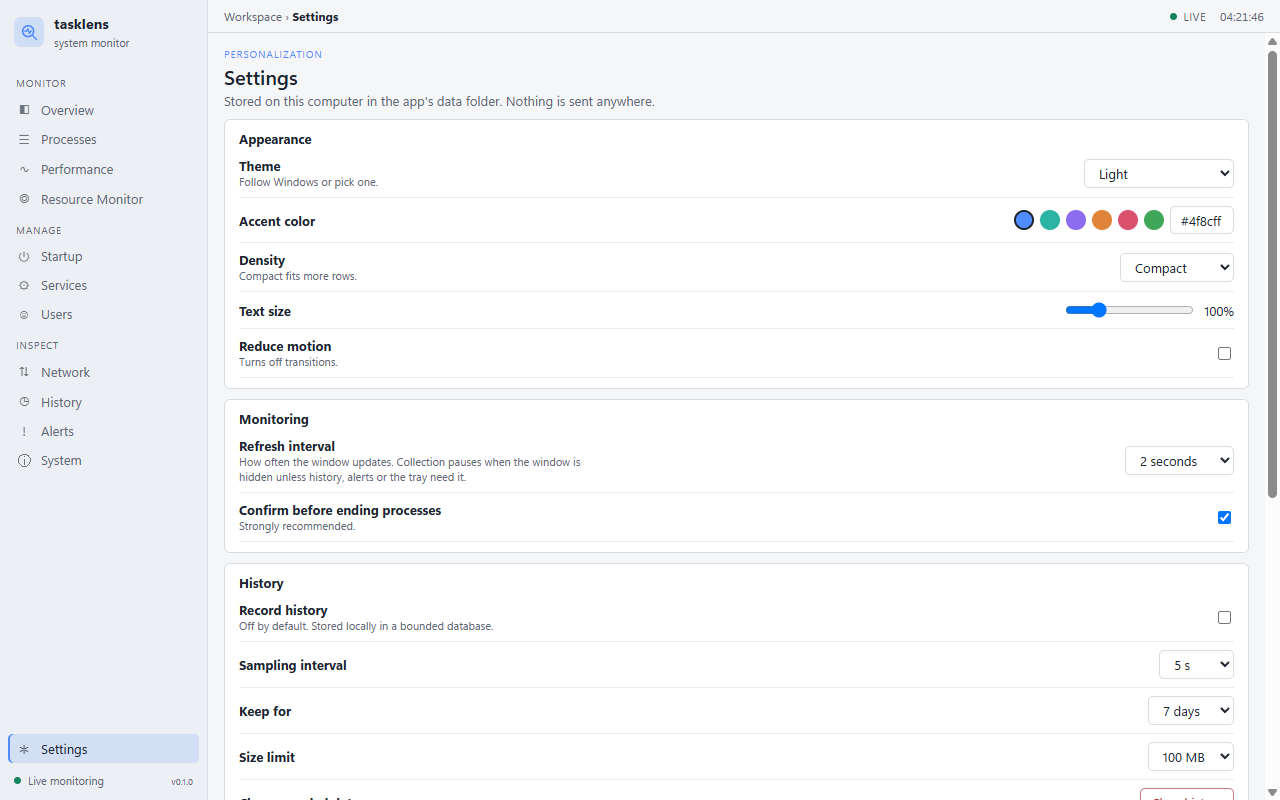 tasklens
system monitor
MONITOR
Overview
Processes
Performance
Resource Monitor
MANAGE
Startup
Services
Users
INSPECT
Network
History
Alerts
System
Settings
Live monitoring
v0.1.0
Workspace › Settings
LIVE
04:21:46
PERSONALIZATION
Settings
Stored on this computer in the app's data folder. Nothing is sent anywhere.
Appearance
Theme
Follow Windows or pick one.
Light
Accent color
#4f8cff
Density
Compact fits more rows.
Compact
Text size
100%
Reduce motion
Turns off transitions.
Monitoring
Refresh interval
How often the window updates. Collection pauses when the window is
hidden unless history, alerts or the tray need it.
2 seconds
Confirm before ending processes
Strongly recommended.
History
Record history
Off by default. Stored locally in a bounded database.
Sampling interval
5 s
Keep for
7 days
Size limit
100 MB